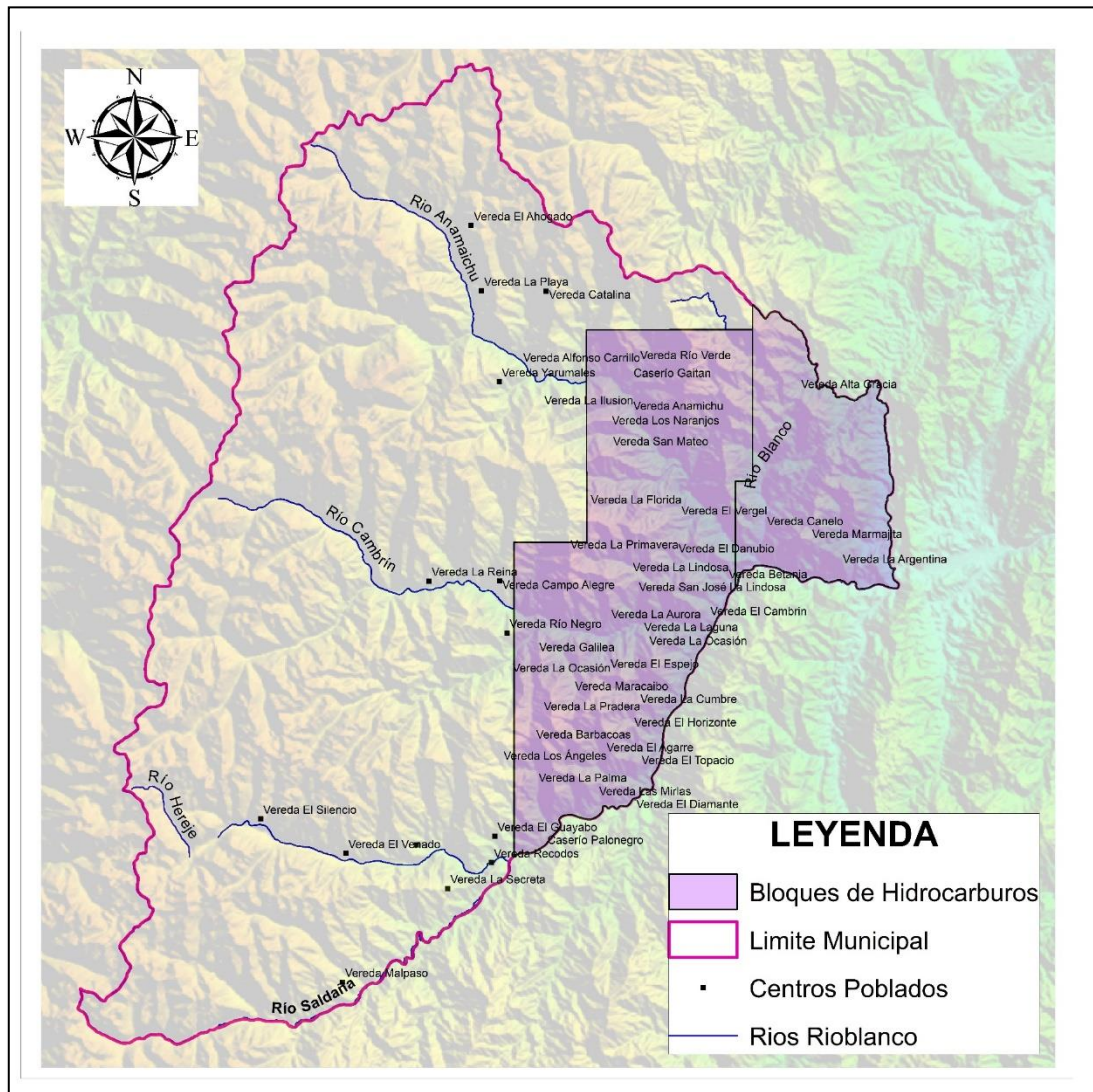 N
W
E
S
Rio Anamaichu
Vereda El Ahogado
Vereda La Playa
Vereda Catalina
Vereda Alfonso Carrillo
Vereda Río Verde
Vereda Yarumales
Caserío Gaitan
Vereda Alta Gracia
Vereda La Ilusion
Vereda Anamichu
Vereda Los Naranjos
Vereda San Mateo
Río Blanco
Vereda La Florida
Vereda El Vergel
Vereda Canelo
Vereda Marmajita
Río Cambrin
Vereda La Primavera
Vereda El Danubio
Vereda La Argentina
Vereda La Lindosa
Vereda La Reina
Vereda Betania
Vereda Campo Alegre
Vereda San José La Lindosa
Vereda La Aurora
Vereda El Cambrin
Vereda Río Negro
Vereda La Laguna
Vereda La Ocasión
Vereda Galilea
Vereda La Ocasión
Vereda El Espejo
Vereda Maracaibo
Vereda La Cumbre
Vereda La Pradera
Vereda El Horizonte
Vereda Barbacoas
Vereda El Agarre
Vereda Los Ángeles
Vereda El Topacio
Río Hereje
Vereda La Palma
Vereda Las Mirlas
Vereda El Silencio
Vereda El Diamante
Vereda El Guayabo
Caserío Palonegro
Vereda El Venado
Vereda Recodos
Vereda La Secreta
Vereda Malpaso
Río Saldaña
LEYENDA
Bloques de Hidrocarburos
Limite Municipal
Centros Poblados
Rios Rioblanco